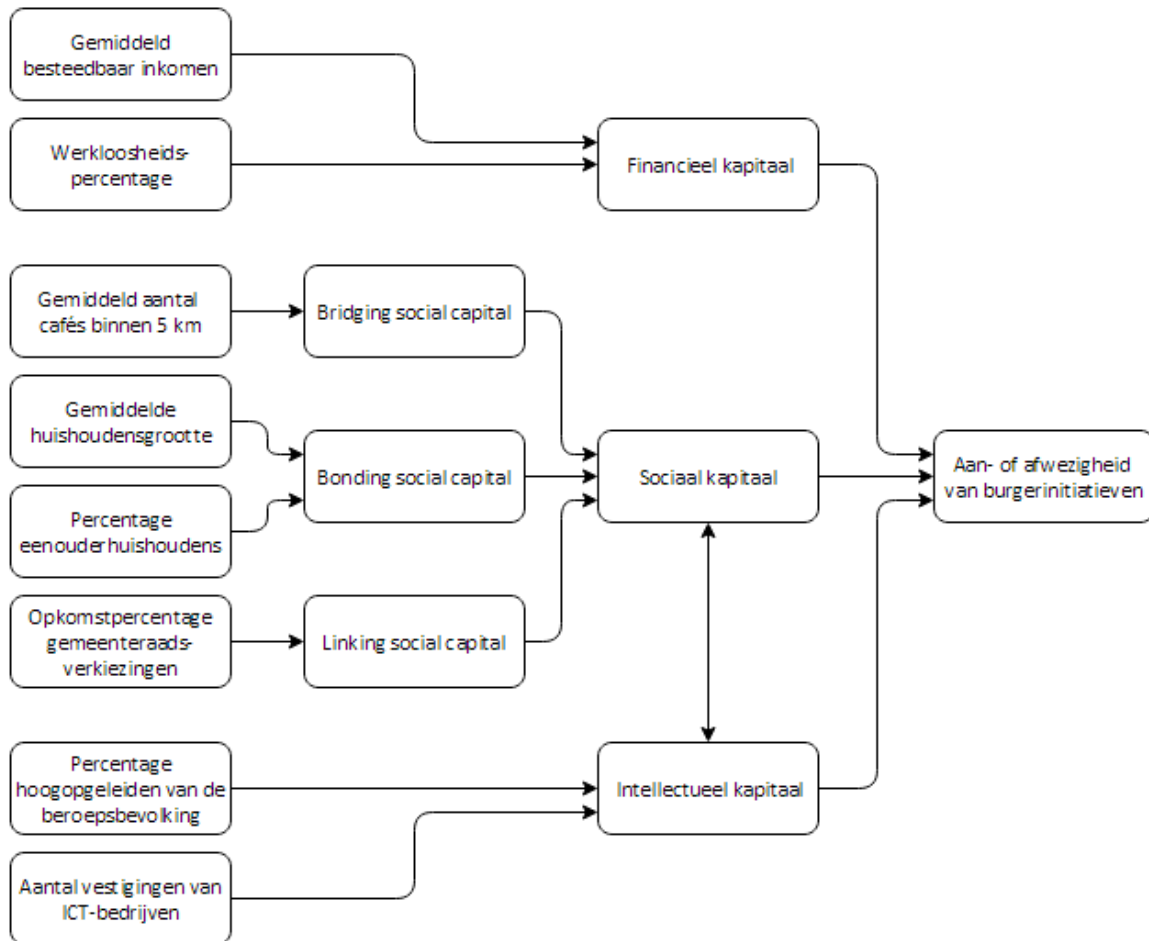 Gemiddeld
besteedbaar inkomen
Werkloosheids-
percentage
Financieel kapitaal
Gemiddeld aantal
cafés binnen 5 km
Bridging social capital
Gemiddelde
huishoudensgrootte
Bonding social capital
Sociaal kapitaal
Aan- of afwezigheid
van burgerinitiatieven
Percentage
eenouderhuishoudens
Opkomstpercentage
gemeenteraads-
verkiezingen
Linking social capital
Percentage
hoogopgeleiden van de
beroepsbevolking
Intellectueel kapitaal
Aantal vestigingen van
ICT-bedrijven